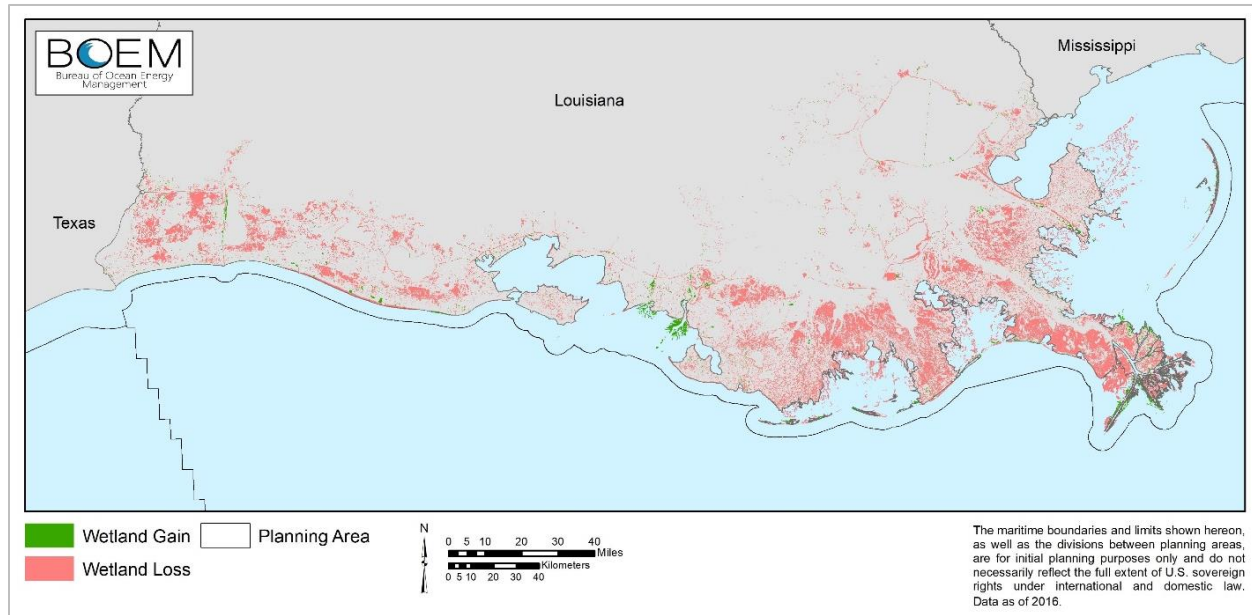 BOEM
Bureau of Ocean Energy
Management
Mississippi
Louisiana
Texas
Wetland Gain
Planning Area
Wetland Loss
N
0 5 10 20 30 40
Miles
0 5 10 20 30 40
Kilometers
The maritime boundaries and limits shown hereon,
as well as the divisions between planning areas,
are for initial planning purposes only and do not
necessarily reflect the full extent of U.S. sovereign
rights under international and domestic law.
Data as of 2016.